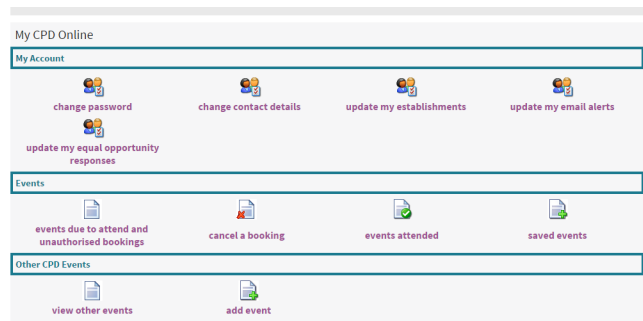 My CPD Online
My Account
change password
change contact details
update my establishments
update my email alerts
update my equal opportunity
responses
Events
events due to attend and
unauthorised bookings
cancel a booking
events attended
saved events
Other CPD Events
view other events
add event